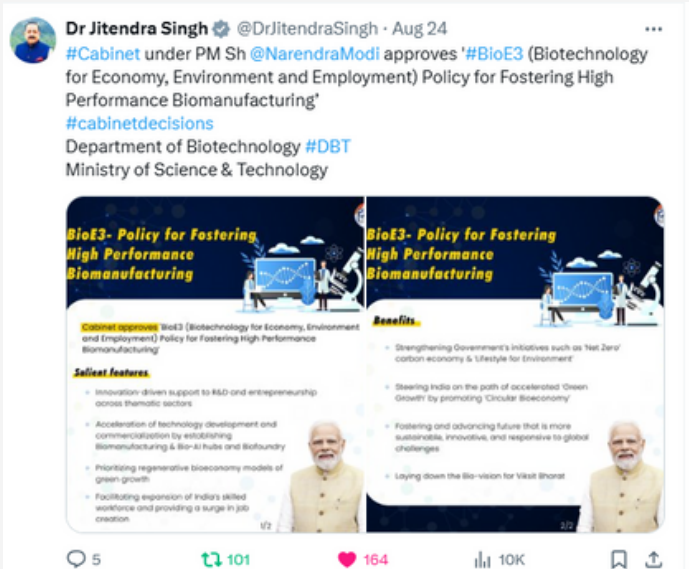 Dr Jitendra Singh @DrJitendraSingh · Aug 24
#Cabinet under PM Sh @NarendraModi approves '#BioE3 (Biotechnology
for Economy, Environment and Employment) Policy for Fostering High
Performance Biomanufacturing'
#cabinetdecisions
Department of Biotechnology #DBT
Ministry of Science & Technology
BioE3- Policy for Fostering
High Performance
Biomanufacturing
Cabinet approves 'BioE3 (Biotechnology for Economy, Environment
and Employment) Policy for Fostering High Performance
Biomanufacturing'
Salient features
Innovation-driven support to R&D and entrepreneurship
across thematic sectors
Acceleration of technology development and
commercialization by establishing
Biomanufacturing & Bio-AI hubs and Biofoundry
Prioritizing regenerative bioeconomy models of
green growth
Facilitating expansion of India's skilled
workforce and providing a surge in job
creation
1/2
BioE3- Policy for Fostering
High Performance
Biomanufacturing
Benefits
Strengthening Government's initiatives such as 'Net Zero'
carbon economy & 'Lifestyle for Environment'
Steering India on the path of accelerated 'Green
Growth' by promoting 'Circular Bioeconomy'
Fostering and advancing future that is more
sustainable, innovative, and responsive to global
challenges
Laying down the Bio-vision for Viksit Bharat
2/2
5 101 164 10K